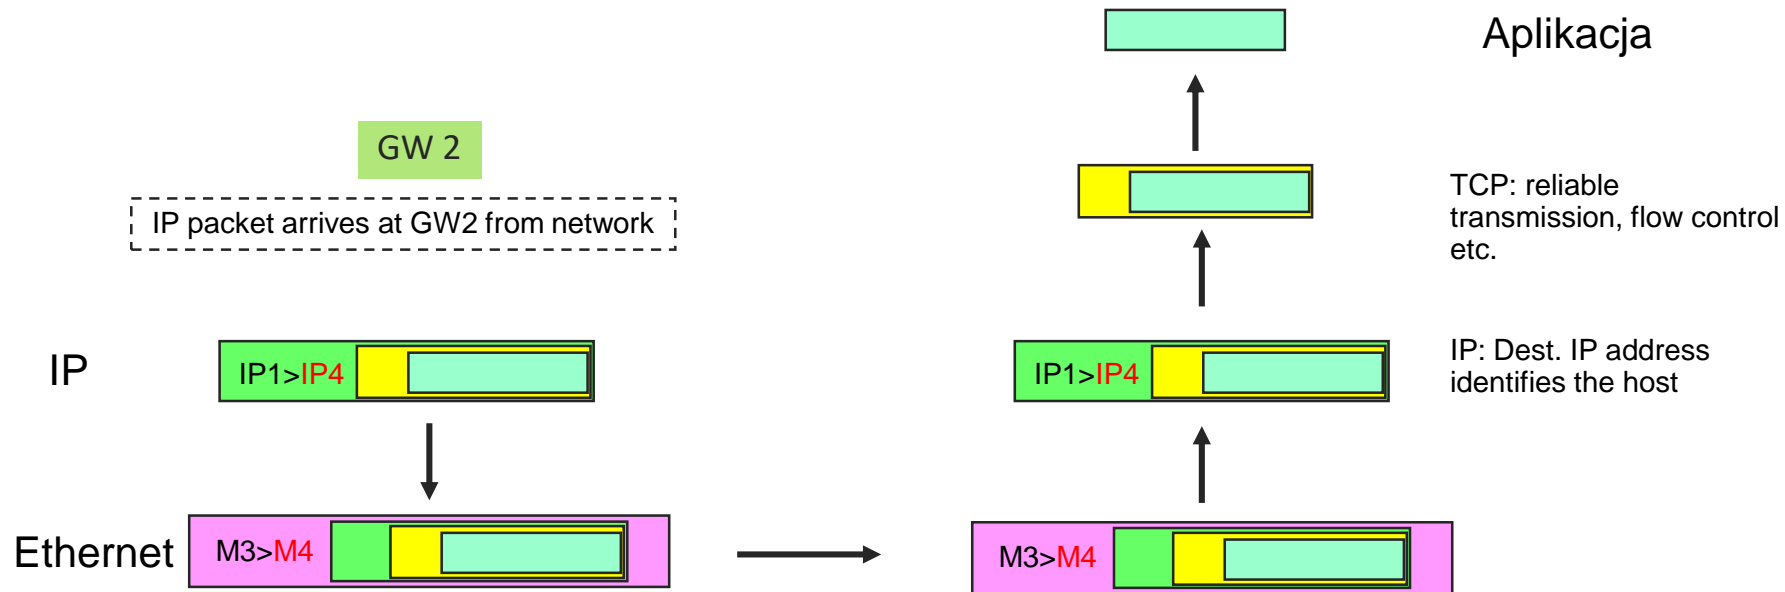 Aplikacja
GW 2
IP packet arrives at GW2 from network
TCP: reliable
transmission, flow control
etc.
IP
IP1>IP4
IP1>IP4
IP: Dest. IP address
identifies the host
Ethernet
M3>M4
M3>M4